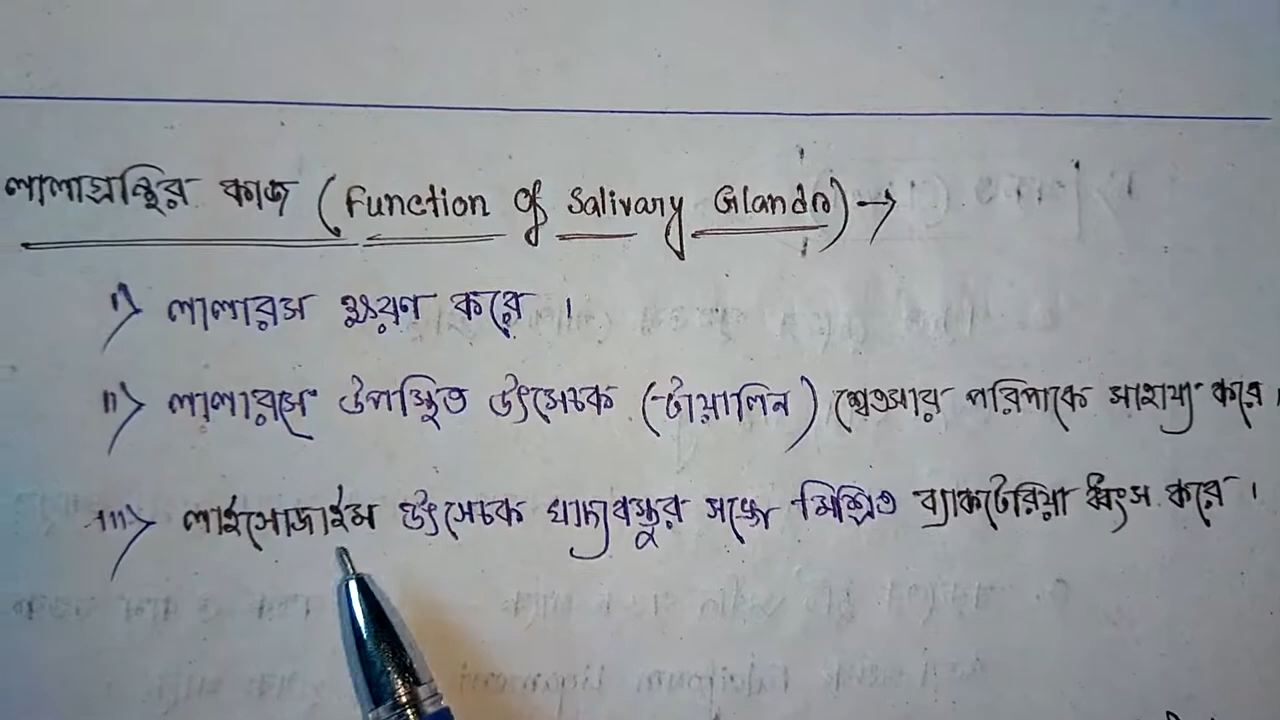 লালাগ্রন্থির কাজ (Function of Salivary Glands) →
i) লালারস ক্ষরণ করে ।
ii) লালারসে উপস্থিত উৎসেচক (টায়ালিন) শ্বেতসার পরিপাকে সাহায্য করে ।
iii) লাইসোজাইম উৎসেচক খাদ্যবস্তুর সঙ্গে মিশ্রিত ব্যাকটেরিয়া ধ্বংস করে ।